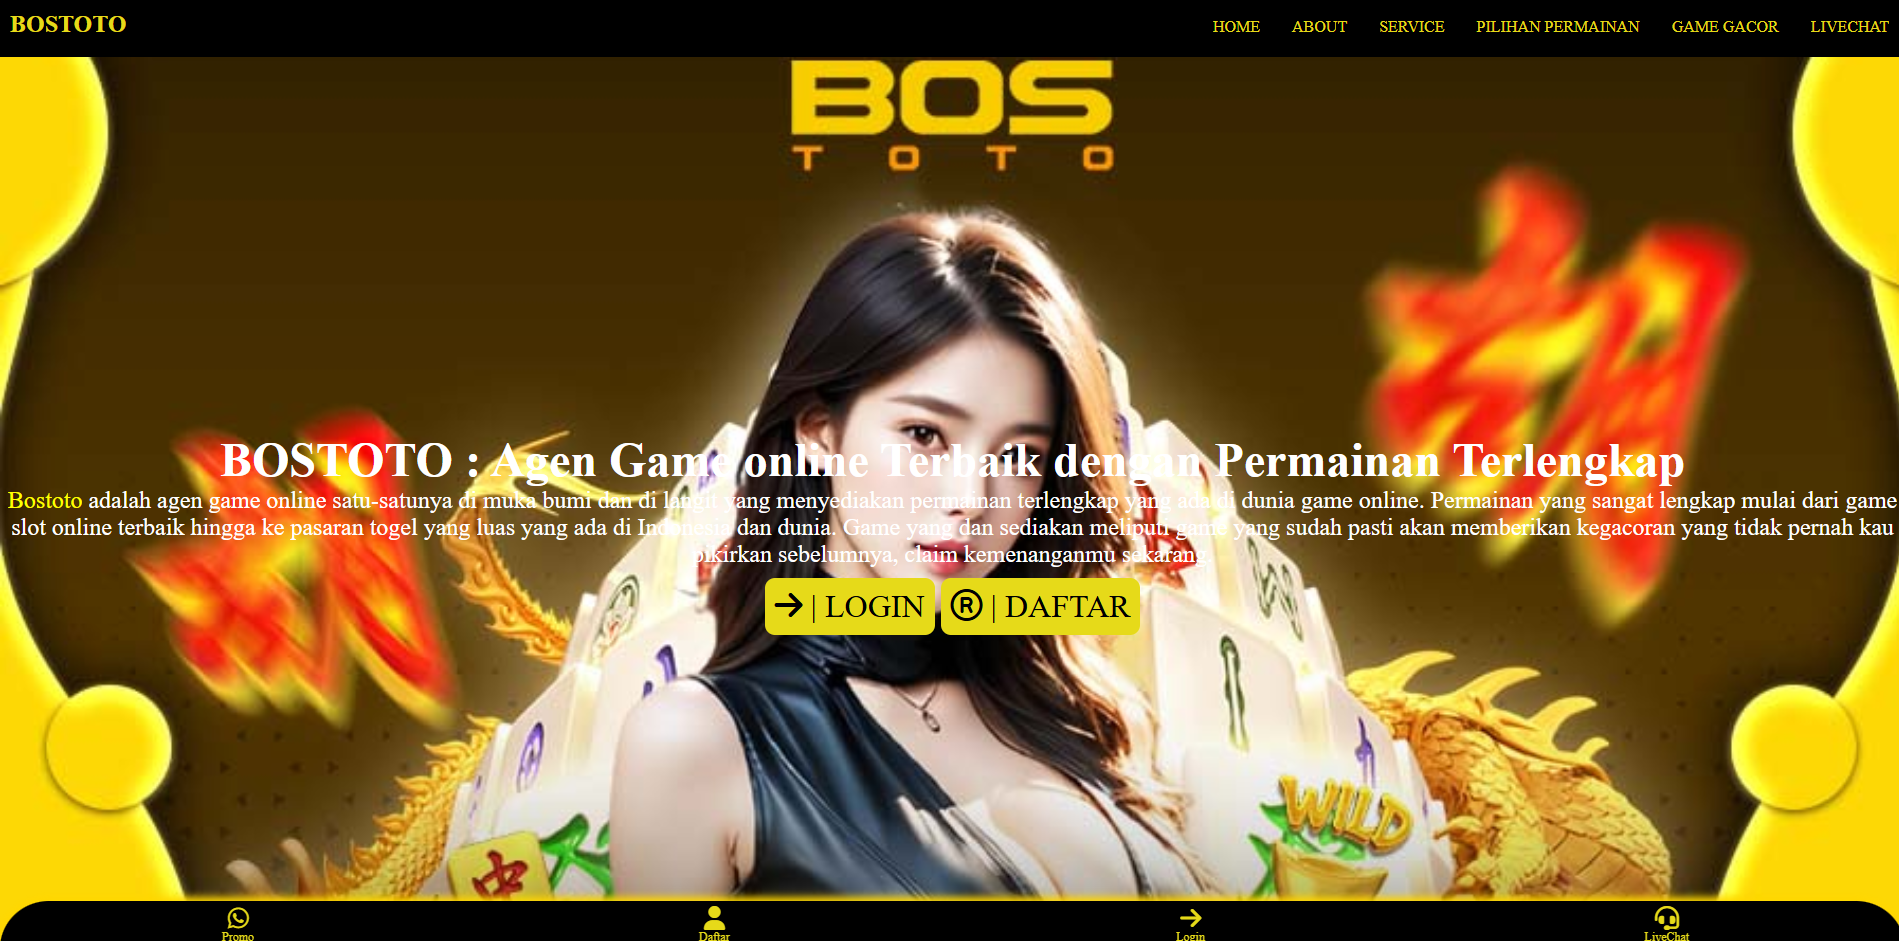 BOSTOTO
HOME ABOUT SERVICE PILIHAN PERMAINAN GAME GACOR LIVECHAT
BOS
TOTO
胡
BOSTOTO : Agen Game online Terbaik dengan Permainan Terlengkap
Bostoto adalah agen game online satu-satunya di muka bumi dan di langit yang menyediakan permainan terlengkap yang ada di dunia game online. Permainan yang sangat lengkap mulai dari game
slot online terbaik hingga ke pasaran togel yang luas yang ada di Indonesia dan dunia. Game yang dan sediakan meliputi game yang sudah pasti akan memberikan kegacoran yang tidak pernah kau
pikirkan sebelumnya, claim kemenanganmu sekarang.
| LOGIN ® | DAFTAR
WILD
中
Promo Daftar Login LiveChat